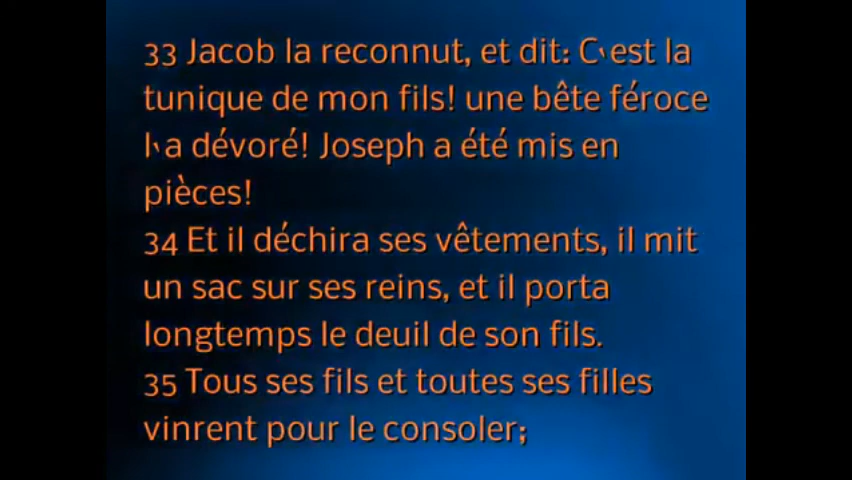 33 Jacob la reconnut, et dit: C‵est la
tunique de mon fils! une bête féroce
l‵a dévoré! Joseph a été mis en
pièces!
34 Et il déchira ses vêtements, il mit
un sac sur ses reins, et il porta
longtemps le deuil de son fils.
35 Tous ses fils et toutes ses filles
vinrent pour le consoler;